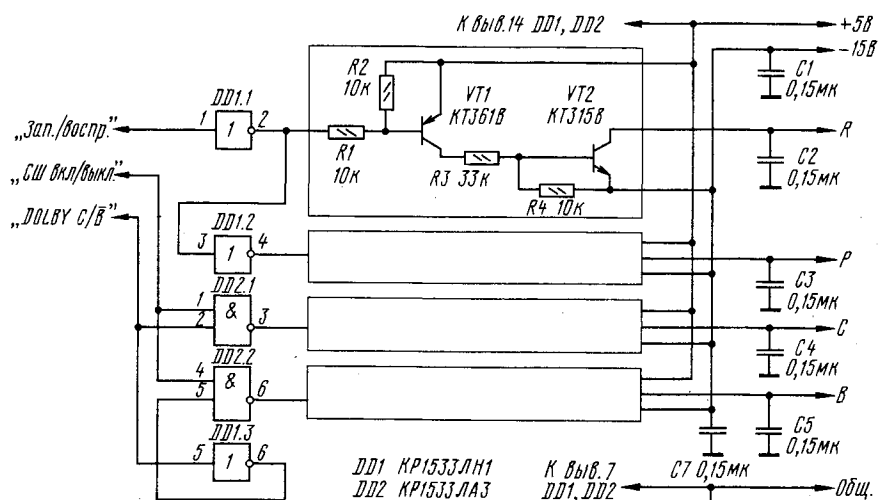 К выв.14 DD1, DD2
+5В
-15В
R2
10к
C1
0,15мк
DD1.1
VT1
КТ361В
VT2
КТ315В
1
1
2
„Зап./воспр."
R
R1
10к
C2
0,15мк
„СШ вкл/выкл."
R3 33к
R4 10к
„DOLBY C/B̅"
DD1.2
3
1
4
P
C3
0,15мк
DD2.1
1
2
&
3
C
C4
0,15мк
DD2.2
4
5
&
6
B
C5
0,15мк
DD1.3
5
1
6
DD1 КР1533ЛН1
DD2 КР1533ЛА3
К выв.7
DD1, DD2
C7 0,15мк
Общ.